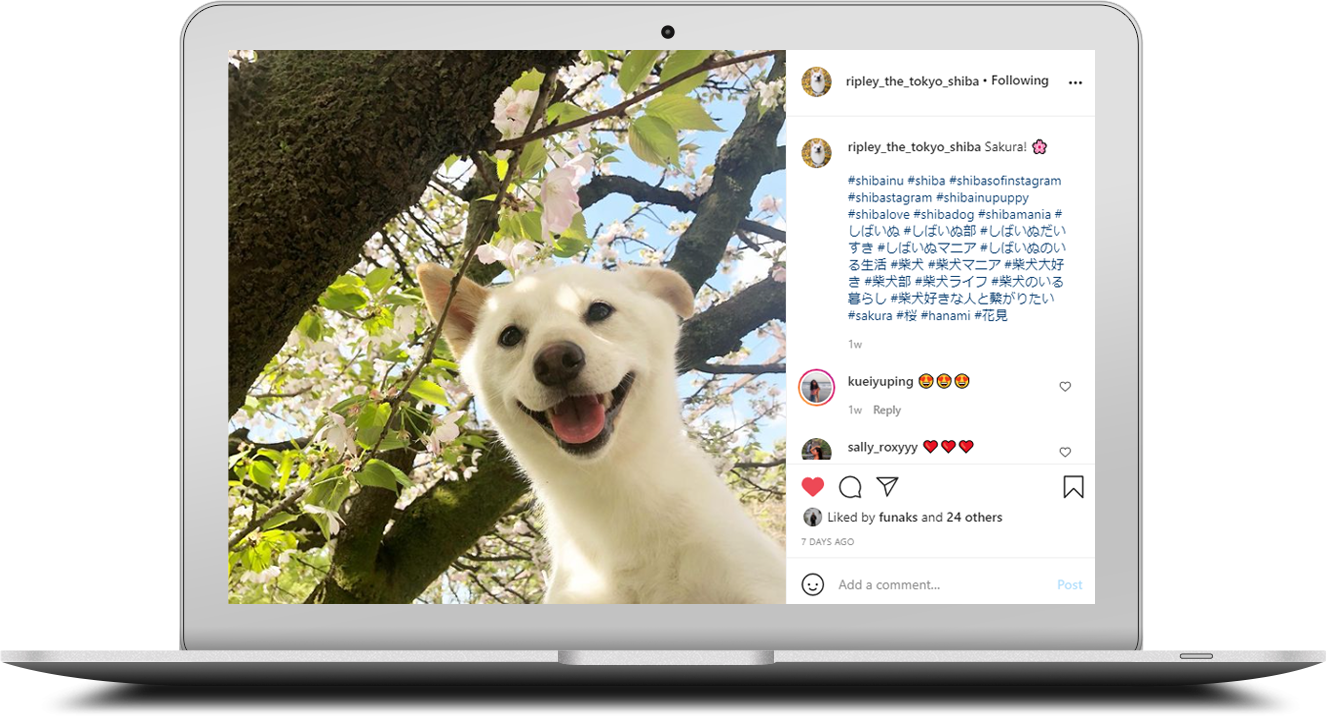 ripley_the_tokyo_shiba • Following
ripley_the_tokyo_shiba Sakura! 🌸
#shibainu #shiba #shibasofinstagram
#shibastagram #shibainupuppy
#shibalove #shibadog #shibamania #
しばいぬ #しばいぬ部 #しばいぬだい
すき #しばいぬマニア #しばいぬのい
る生活 #柴犬 #柴犬マニア #柴犬大好
き #柴犬部 #柴犬ライフ #柴犬のいる
暮らし #柴犬好きな人と繋がりたい
#sakura #桜 #hanami #花見
1w
kueiyuping 🤩🤩🤩
1w Reply
sally_roxyyy ❤️❤️❤️
Liked by funaks and 24 others
7 DAYS AGO
Add a comment... Post